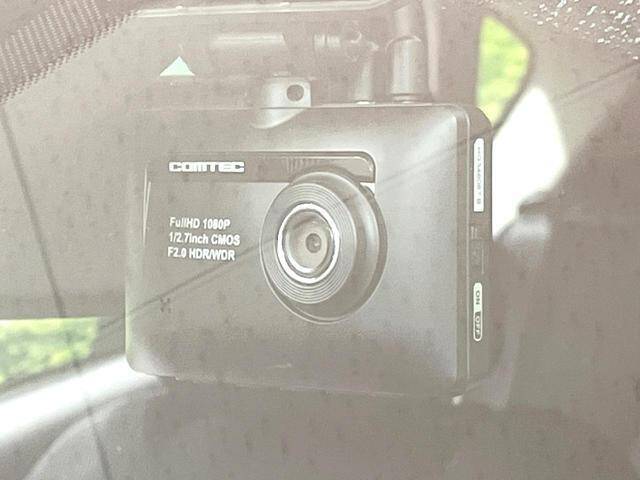 COMTEC
FullHD 1080P
1/2.7inch CMOS
F2.0 HDR/WDR
ON OFF